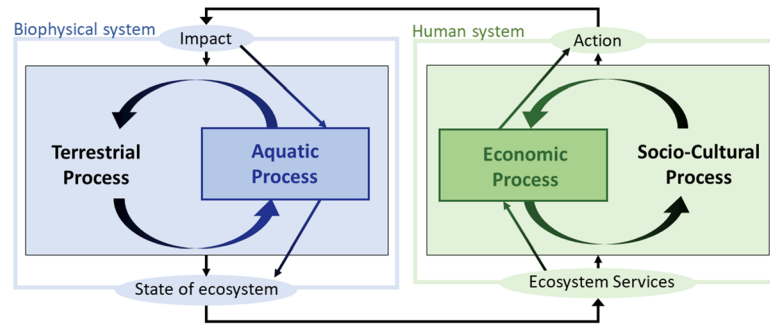 Biophysical system
Impact
Human system
Action
Terrestrial
Process
Aquatic
Process
Economic
Process
Socio-Cultural
Process
State of ecosystem
Ecosystem Services